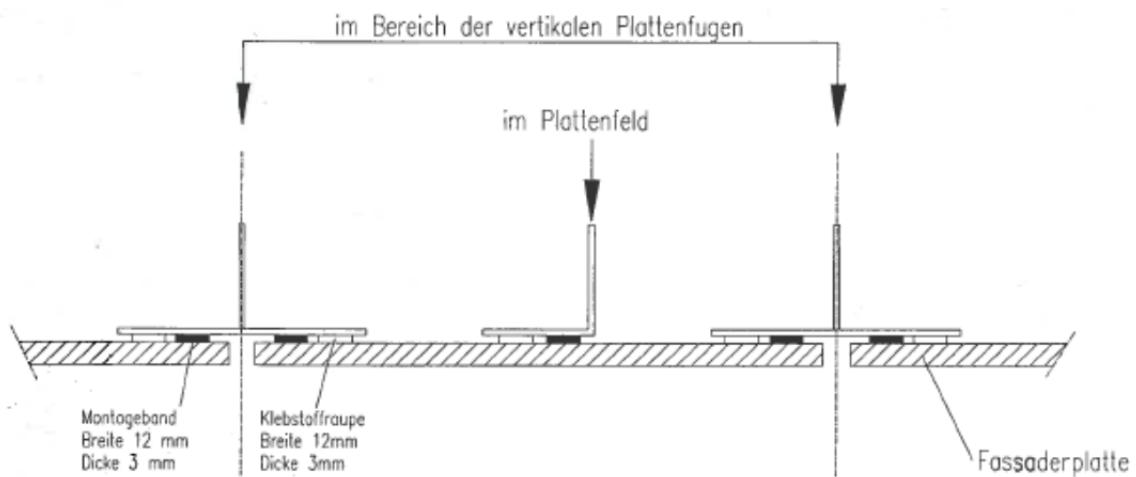 im Bereich der vertikalen Plattenfugen
im Plattenfeld
Montageband
Breite 12 mm
Dicke 3 mm
Klebstoffraupe
Breite 12mm
Dicke 3mm
Fassaderplatte